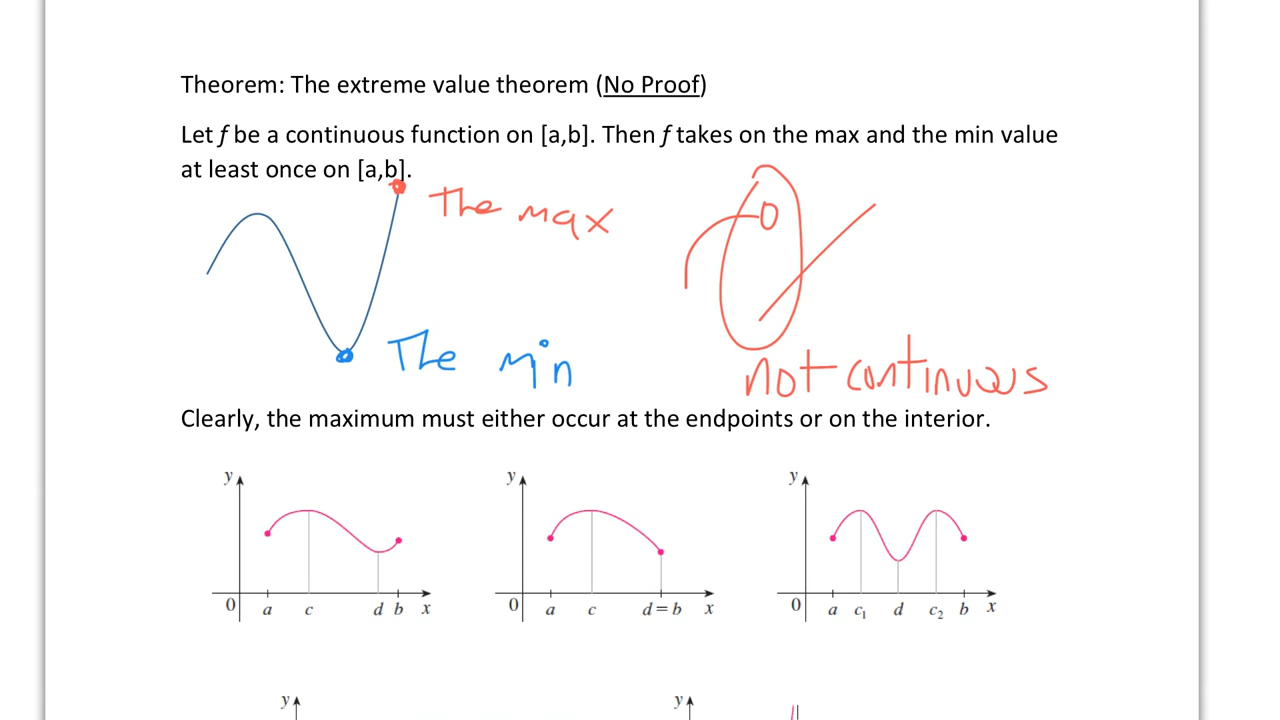 Theorem: The extreme value theorem (No Proof)
Let f be a continuous function on [a,b]. Then f takes on the max and the min value
at least once on [a,b].
The max
The min
not continuous
Clearly, the maximum must either occur at the endpoints or on the interior.
y
0 a c d b x
y
0 a c d=b x
y
0 a c₁ d c₂ b x
y
y